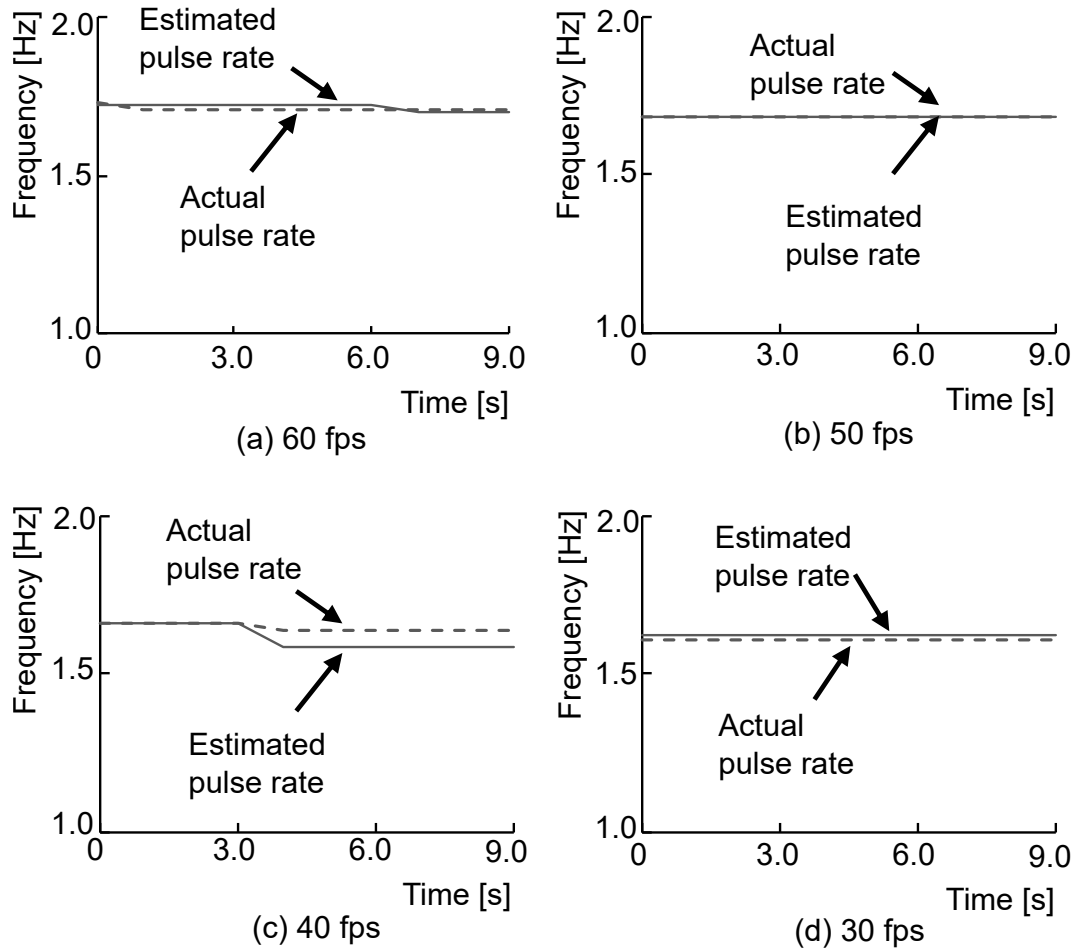 2.0
Estimated
pulse rate
Frequency [Hz]
1.5
Actual
pulse rate
1.0
0
3.0
6.0
9.0
Time [s]
(a) 60 fps
2.0
Actual
pulse rate
Frequency [Hz]
1.5
Estimated
pulse rate
1.0
0
3.0
6.0
9.0
Time [s]
(b) 50 fps
2.0
Actual
pulse rate
Frequency [Hz]
1.5
Estimated
pulse rate
1.0
0
3.0
6.0
9.0
Time [s]
(c) 40 fps
2.0
Estimated
pulse rate
Frequency [Hz]
1.5
Actual
pulse rate
1.0
0
3.0
6.0
9.0
Time [s]
(d) 30 fps